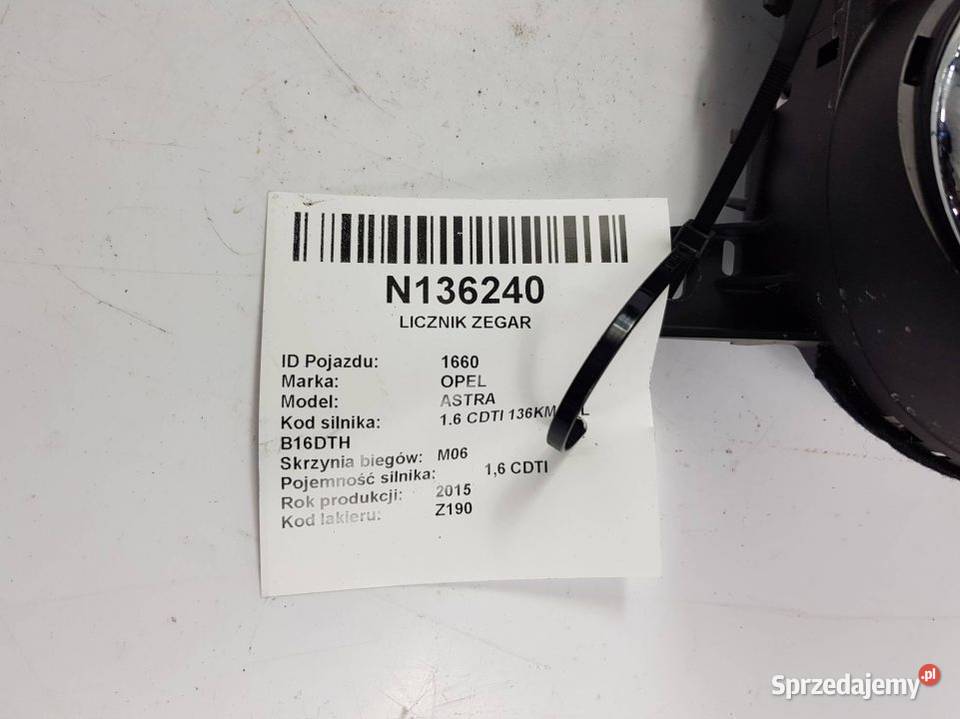 N136240
LICZNIK ZEGAR
ID Pojazdu: 1660
Marka: OPEL
Model: ASTRA
Kod silnika: 1.6 CDTI 136KM
B16DTH
Skrzynia biegów: M06
Pojemność silnika: 1,6 CDTI
Rok produkcji: 2015
Kod lakieru: Z190
Sprzedajemy.pl